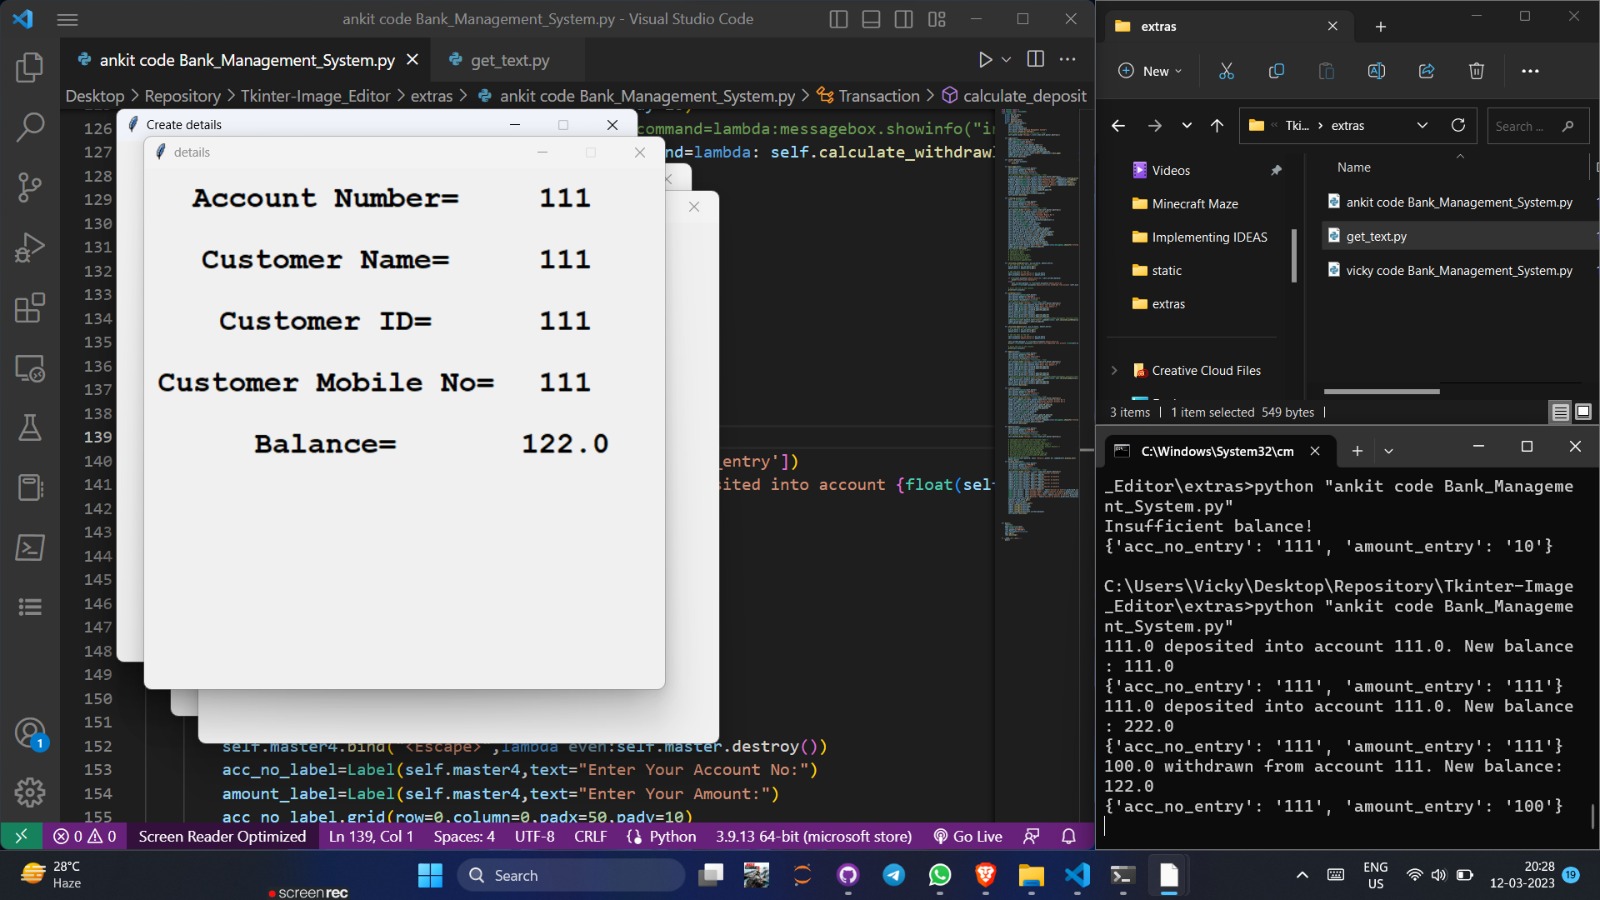 ankit code Bank_Management_System.py - Visual Studio Code
ankit code Bank_Management_System.py
get_text.py
Desktop > Repository > Tkinter-Image_Editor > extras > ankit code Bank_Management_System.py > Transaction > calculate_deposit
126
command=lambda:messagebox.showinfo("i
127
nd=lambda: self.calculate_withdraw
128
129
130
131
132
133
134
135
136
137
138
139
140
_entry'])
141
sited into account {float(sel
142
143
144
145
146
147
148
149
150
151
152 self.master4.bind('<Escape>',lambda even:self.master.destroy())
153 acc_no_label=Label(self.master4,text="Enter Your Account No:")
154 amount_label=Label(self.master4,text="Enter Your Amount:")
155 acc_no_label.grid(row=0,column=0,padx=50,pady=10)
Create details
details
Account Number= 111
Customer Name= 111
Customer ID= 111
Customer Mobile No= 111
Balance= 122.0
0 0
Screen Reader Optimized
Ln 139, Col 1
Spaces: 4
UTF-8
CRLF
Python
3.9.13 64-bit (microsoft store)
Go Live
1
extras
New
Tki... > extras
Search ...
Videos
Minecraft Maze
Implementing IDEAS
static
extras
Creative Cloud Files
Name
ankit code Bank_Management_System.py
get_text.py
vicky code Bank_Management_System.py
3 items | 1 item selected 549 bytes |
C:\Windows\System32\cm
_Editor\extras>python "ankit code Bank_Manageme
nt_System.py"
Insufficient balance!
{'acc_no_entry': '111', 'amount_entry': '10'}
C:\Users\Vicky\Desktop\Repository\Tkinter-Image
_Editor\extras>python "ankit code Bank_Manageme
nt_System.py"
111.0 deposited into account 111.0. New balance
: 111.0
{'acc_no_entry': '111', 'amount_entry': '111'}
111.0 deposited into account 111.0. New balance
: 222.0
{'acc_no_entry': '111', 'amount_entry': '111'}
100.0 withdrawn from account 111. New balance:
122.0
{'acc_no_entry': '111', 'amount_entry': '100'}
28°C
Haze
screenrec
Search
ENG
US
20:28
12-03-2023
19